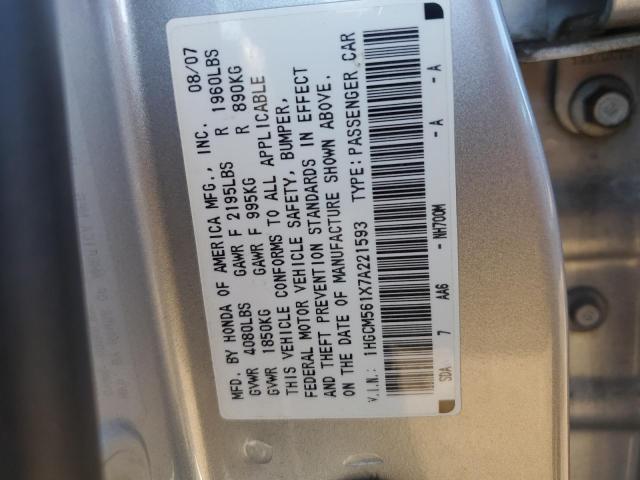 MFD. BY HONDA OF AMERICA MFG., INC. 08/07
GVWR 4080LBS GAWR F 2195LBS R 1960LBS
GVWR 1850KG GAWR F 995KG R 890KG
THIS VEHICLE CONFORMS TO ALL APPLICABLE
FEDERAL MOTOR VEHICLE SAFETY, BUMPER,
AND THEFT PREVENTION STANDARDS IN EFFECT
ON THE DATE OF MANUFACTURE SHOWN ABOVE.
V.I.N.: 1HGCM561X7A221593 TYPE:PASSENGER CAR
SDA 7 AA6 - NH700M - A - A